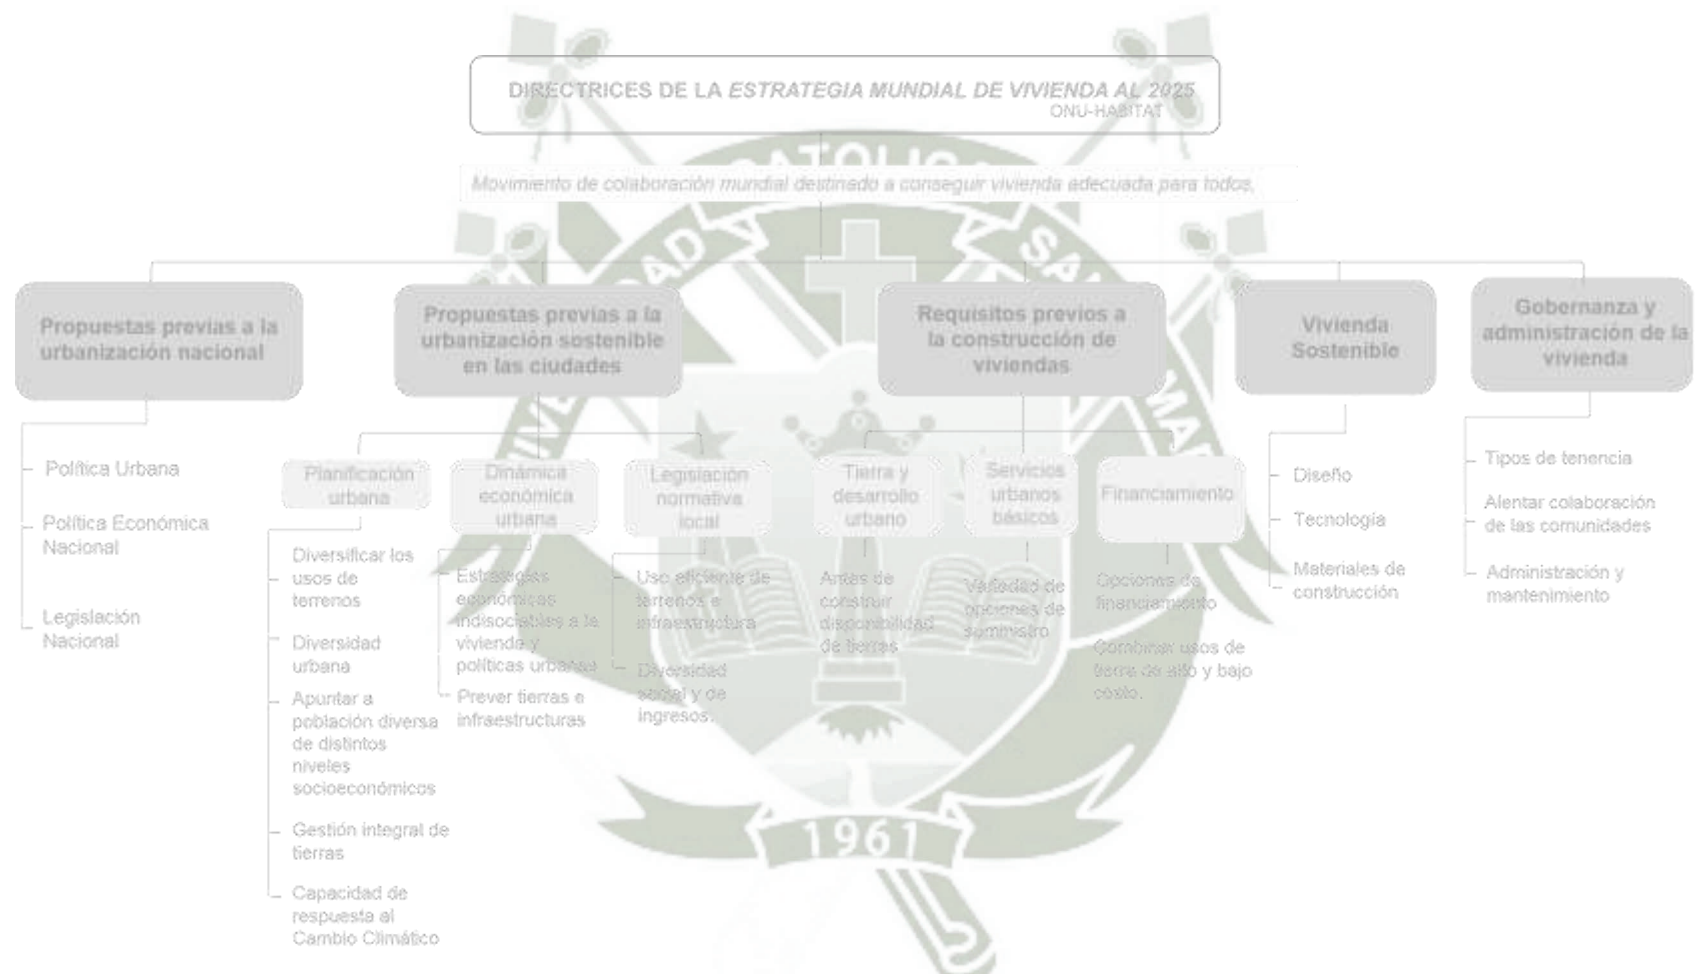 DIRECTRICES DE LA ESTRATEGIA MUNDIAL DE VIVIENDA AL 2025
ONU-HABITAT
Movimiento de colaboración mundial destinado a conseguir vivienda adecuada para todos.
Propuestas previas a la
urbanización nacional
Política Urbana
Política Económica
Nacional
Legislación
Nacional
Propuestas previas a la
urbanización sostenible
en las ciudades
Planificación
urbana
Diversificar los
usos de
terrenos
Diversidad
urbana
Apuntar a
población diversa
de distintos
niveles
socioeconómicos
Gestión integral de
tierras
Capacidad de
respuesta al
Cambio Climático
Dinámica
económica
urbana
Estrategias
económicas
indisociables a la
vivienda y
políticas urbanas
Prever tierras e
infraestructuras
Legislación
normativa
local
Uso eficiente de
terrenos e
infraestructura
Diversidad
social y de
ingresos.
Requisitos previos a
la construcción de
viviendas
Tierra y
desarrollo
urbano
Antes de
construir
disponibilidad
de tierras
Servicios
urbanos
básicos
Variedad de
opciones de
suministro
Financiamiento
Opciones de
financiamiento
Combinar usos de
tierra de alto y bajo
costo.
Vivienda
Sostenible
Diseño
Tecnología
Materiales de
construcción
Gobernanza y
administración de la
vivienda
Tipos de tenencia
Alentar colaboración
de las comunidades
Administración y
mantenimiento
CATOLICA
1961